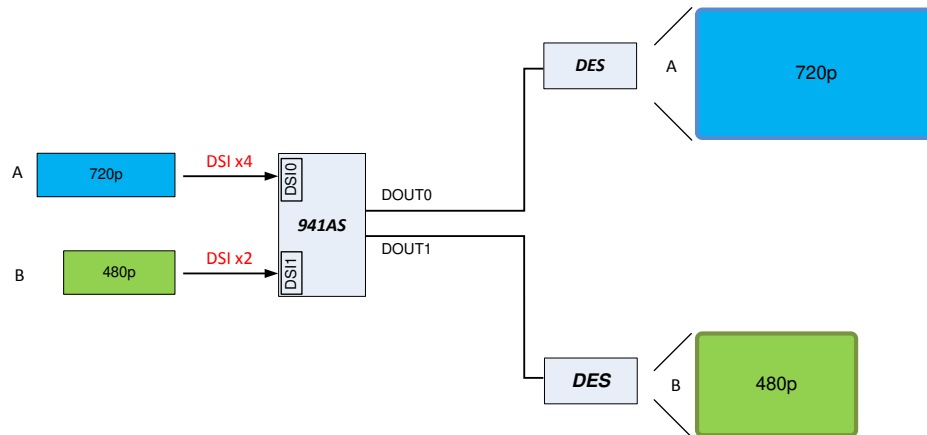 DES
A
720p
DSI x4
A
720p
DSI0
DOUT0
941AS
DOUT1
DSI x2
B
480p
DSI1
DES
B
480p